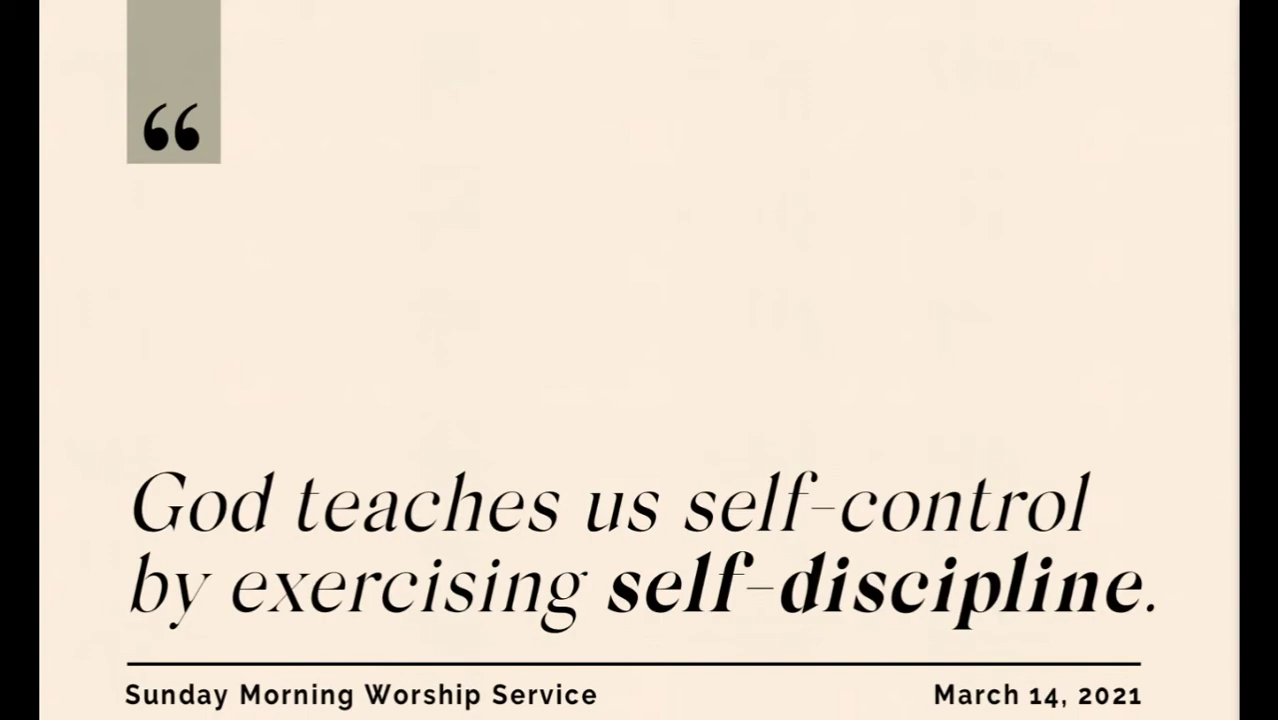 “
God teaches us self-control
by exercising self-discipline.
Sunday Morning Worship Service
March 14, 2021